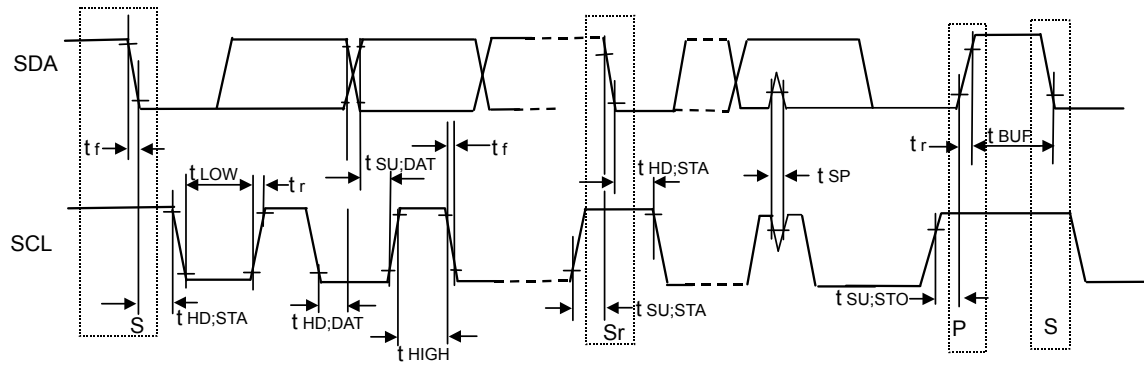 SDA
t f
t LOW
t r
t SU;DAT
t f
t HD;STA
t SP
t r
t BUF
SCL
S
t HD;STA
t HD;DAT
t HIGH
Sr
t SU;STA
t SU;STO
P
S